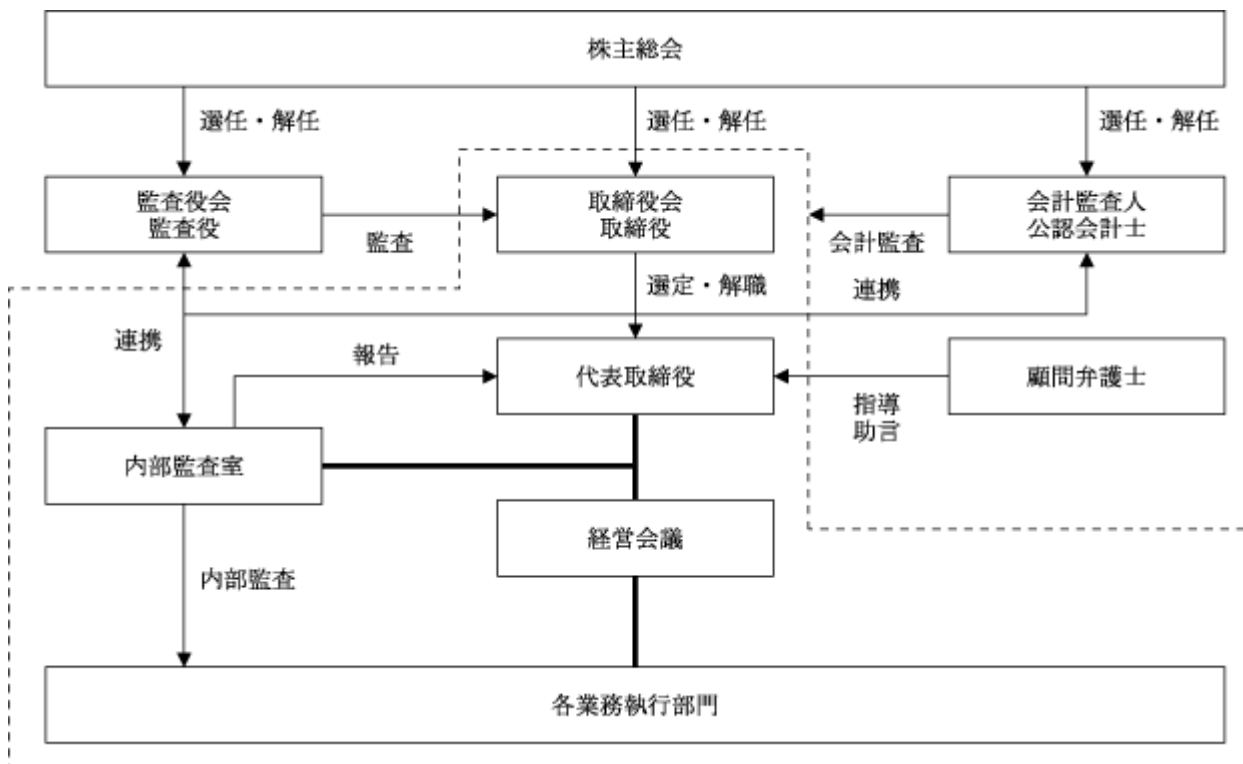 株主総会
選任・解任
選任・解任
選任・解任
監査役会
監査役
監査
取締役会
取締役
会計監査
会計監査人
公認会計士
選定・解職
連携
連携
報告
代表取締役
指導
助言
顧問弁護士
内部監査室
経営会議
内部監査
各業務執行部門